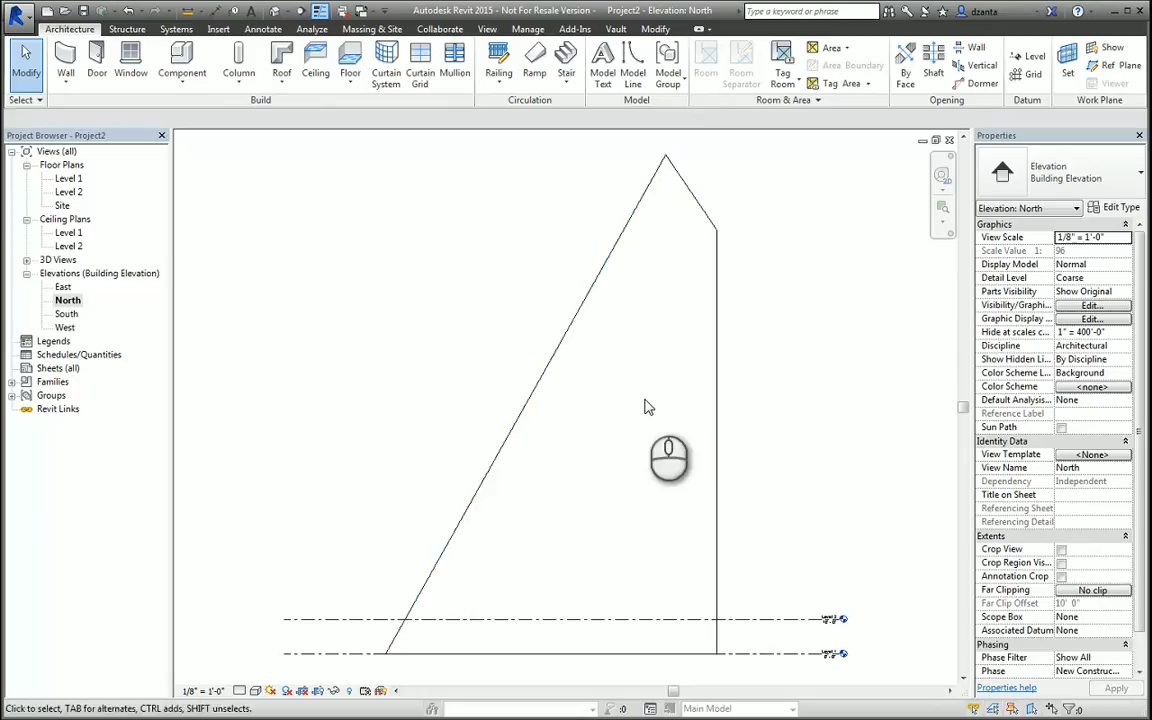 Autodesk Revit 2015 - Not For Resale Version - Project2 - Elevation: North
Type a keyword or phrase
dzanta
Architecture Structure Systems Insert Annotate Analyze Massing & Site Collaborate View Manage Add-Ins Vault Modify
Modify Wall Door Window Component Column Roof Ceiling Floor Curtain System Curtain Grid Mullion Railing Ramp Stair Model Text Model Line Model Group Room Room Separator Tag Room
Area
Area Boundary
Tag Area
By Face Shaft
Wall
Vertical
Dormer
Level
Grid
Set
Show
Ref Plane
Viewer
Select Build Circulation Model Room & Area Opening Datum Work Plane
Project Browser - Project2
Views (all)
Floor Plans
Level 1
Level 2
Site
Ceiling Plans
Level 1
Level 2
3D Views
Elevations (Building Elevation)
East
North
South
West
Legends
Schedules/Quantities
Sheets (all)
Families
Groups
Revit Links
Properties
Elevation
Building Elevation
Elevation: North Edit Type
Graphics
View Scale 1/8" = 1'-0"
Scale Value 1: 96
Display Model Normal
Detail Level Coarse
Parts Visibility Show Original
Visibility/Graphi... Edit...
Graphic Display ... Edit...
Hide at scales c... 1" = 400'-0"
Discipline Architectural
Show Hidden Li... By Discipline
Color Scheme L... Background
Color Scheme <none>
Default Analysis... None
Reference Label
Sun Path
Identity Data
View Template <None>
View Name North
Dependency Independent
Title on Sheet
Referencing Sheet
Referencing Detail
Extents
Crop View
Crop Region Vis...
Annotation Crop
Far Clipping No clip
Far Clip Offset 10' 0"
Scope Box None
Associated Datum None
Phasing
Phase Filter Show All
Phase New Construc...
Properties help Apply
1/8" = 1'-0"
Click to select, TAB for alternates, CTRL adds, SHIFT unselects.
:0
Main Model
:0